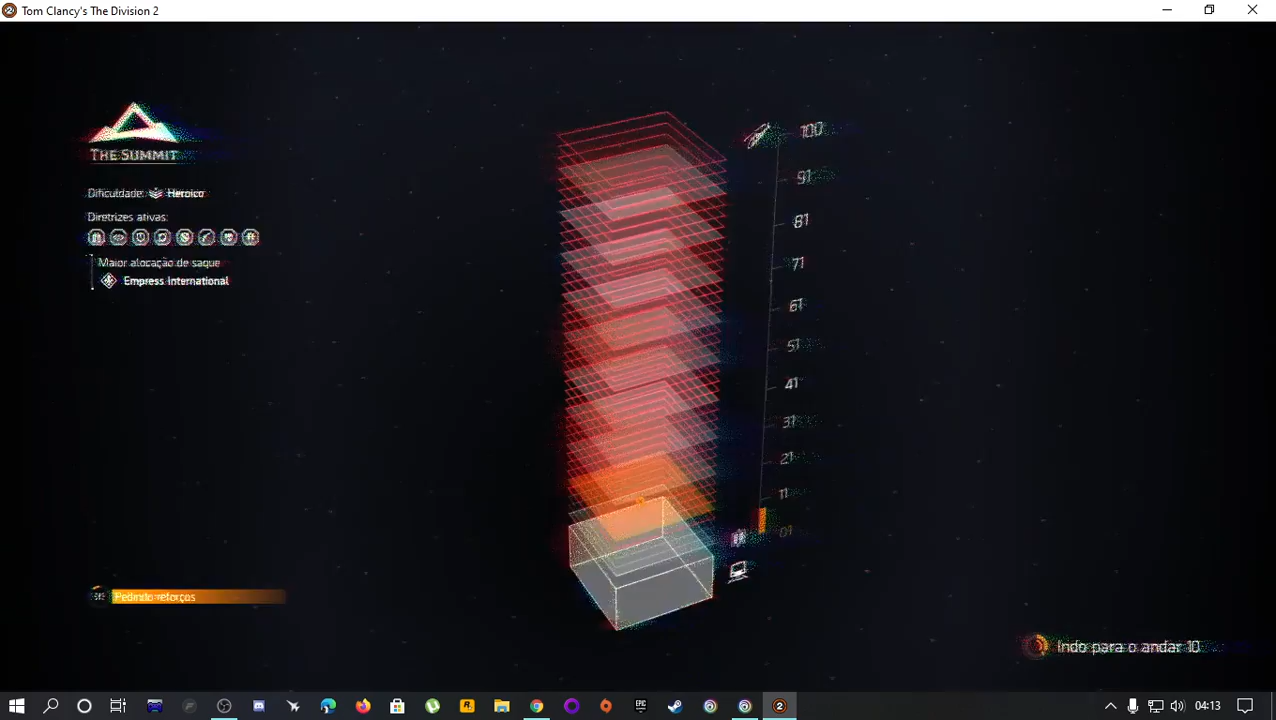 Tom Clancy's The Division 2
THE SUMMIT
Dificuldade: Heroico
Diretrizes ativas:
Maior alocação de saque
Empress International
100
91
81
71
61
51
41
31
21
11
01
Pedindo reforços
Indo para o andar 10
04:13